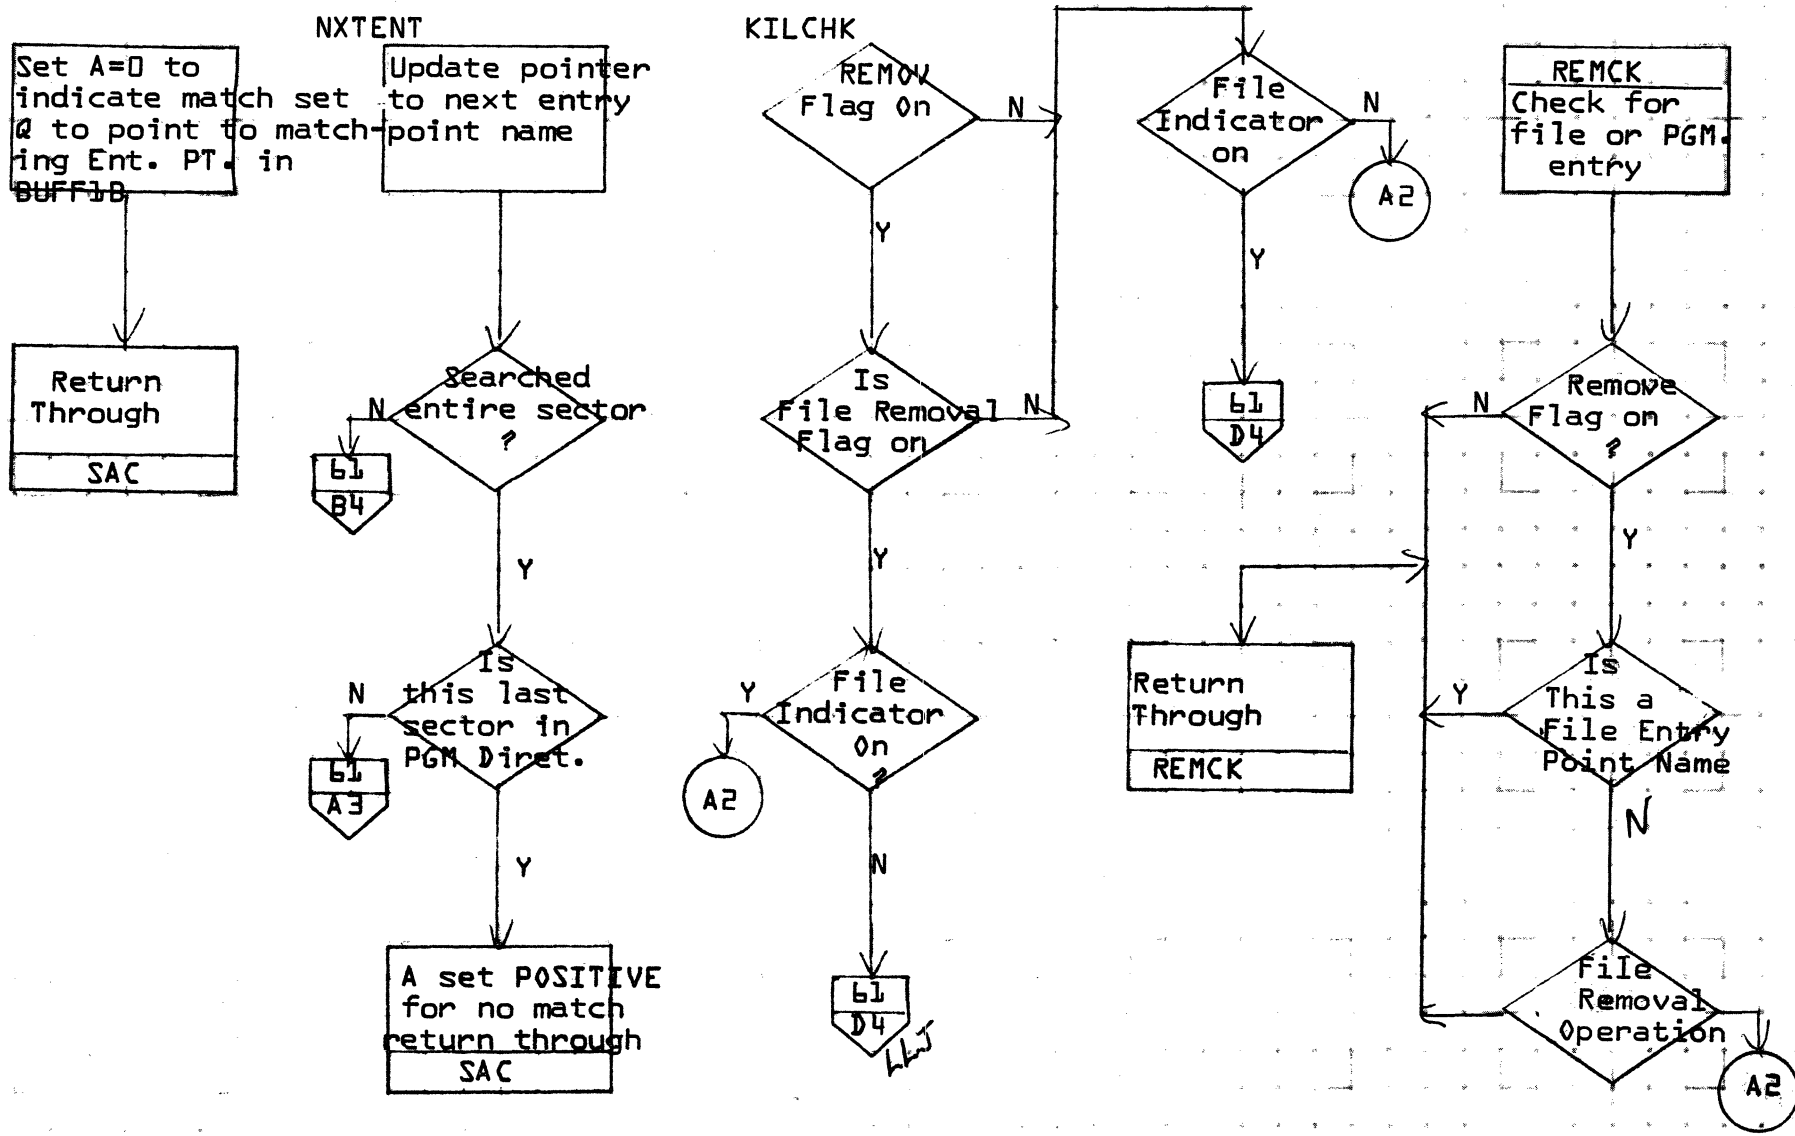 Set A=0 to
indicate match set
Q to point to match-
ing Ent. PT. in
BUFF1B
Return
Through
SAC
NXTENT
Update pointer
to next entry
point name
Searched
entire sector
?
N
61
B4
Y
Is
this last
sector in
PGM Diret.
N
61
A3
Y
A set POSITIVE
for no match
return through
SAC
KILCHK
REMOV
Flag On
N
Y
Is
File Removal
Flag on
N
Y
File
Indicator
On
?
Y
A2
N
61
D4
File
Indicator
on
N
A2
Y
61
D4
Return
Through
REMCK
REMCK
Check for
file or PGM.
entry
Remove
Flag on
?
N
Y
Is
This a
File Entry
Point Name
Y
N
File
Removal
Operation
A2